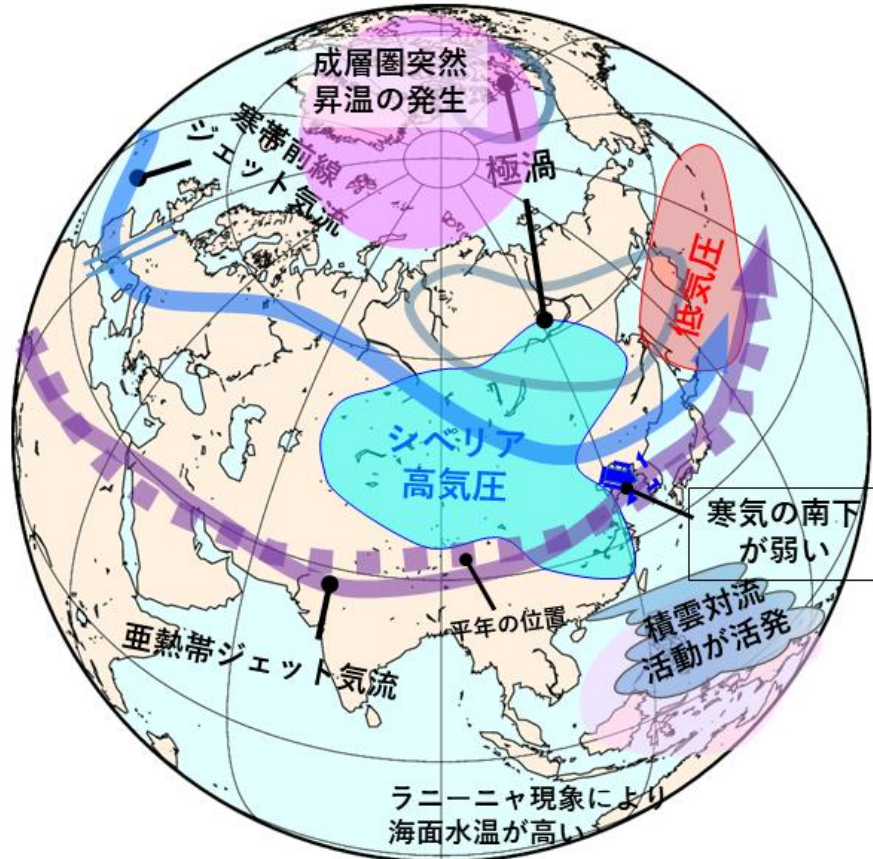 成層圏突然
昇温の発生
寒帯前線
ジェット気流
極渦
低気圧
シベリア
高気圧
寒気の南下
が弱い
平年の位置
亜熱帯ジェット気流
積雲対流
活動が活発
ラニーニャ現象により
海面水温が高い